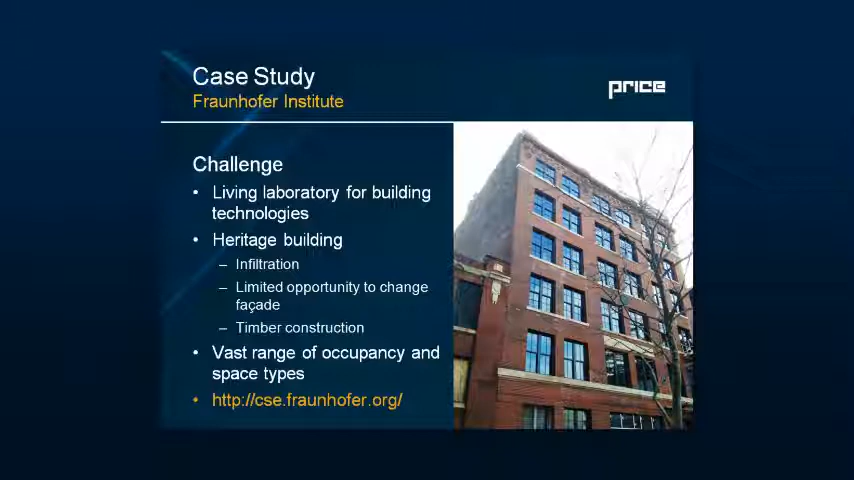 Case Study
Fraunhofer Institute
price
Challenge
• Living laboratory for building
technologies
• Heritage building
– Infiltration
– Limited opportunity to change
façade
– Timber construction
• Vast range of occupancy and
space types
• http://cse.fraunhofer.org/